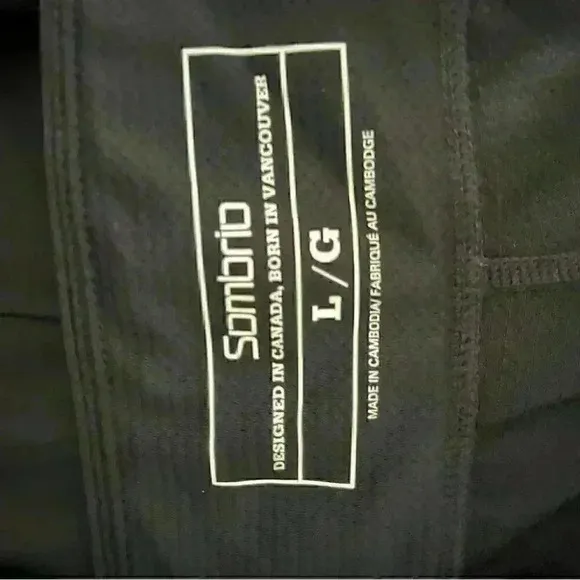 Sombrio
DESIGNED IN CANADA, BORN IN VANCOUVER
L/G
MADE IN CAMBODIA/ FABRIQUÉ AU CAMBODGE